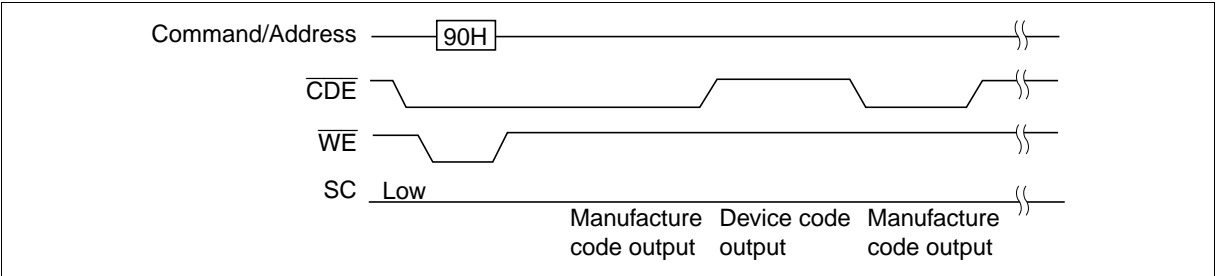 Command/Address 90H
CDE
WE
SC Low
Manufacture Device code Manufacture
code output output code output